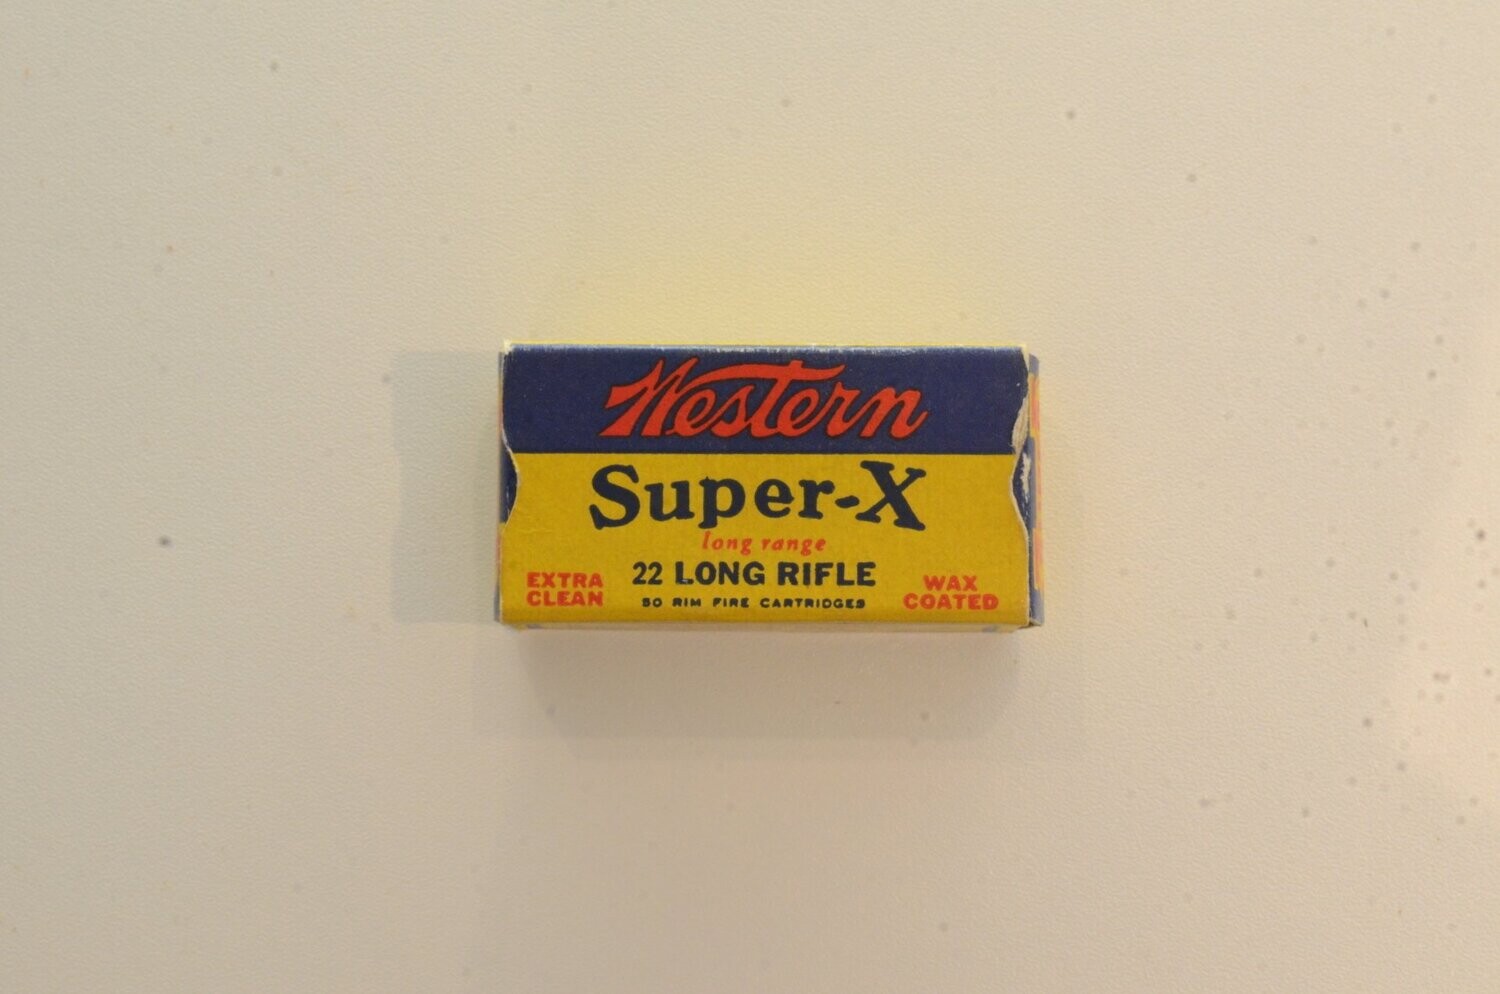 Western
Super-X
long range
22 LONG RIFLE
50 RIM FIRE CARTRIDGES
EXTRA
CLEAN
WAX
COATED